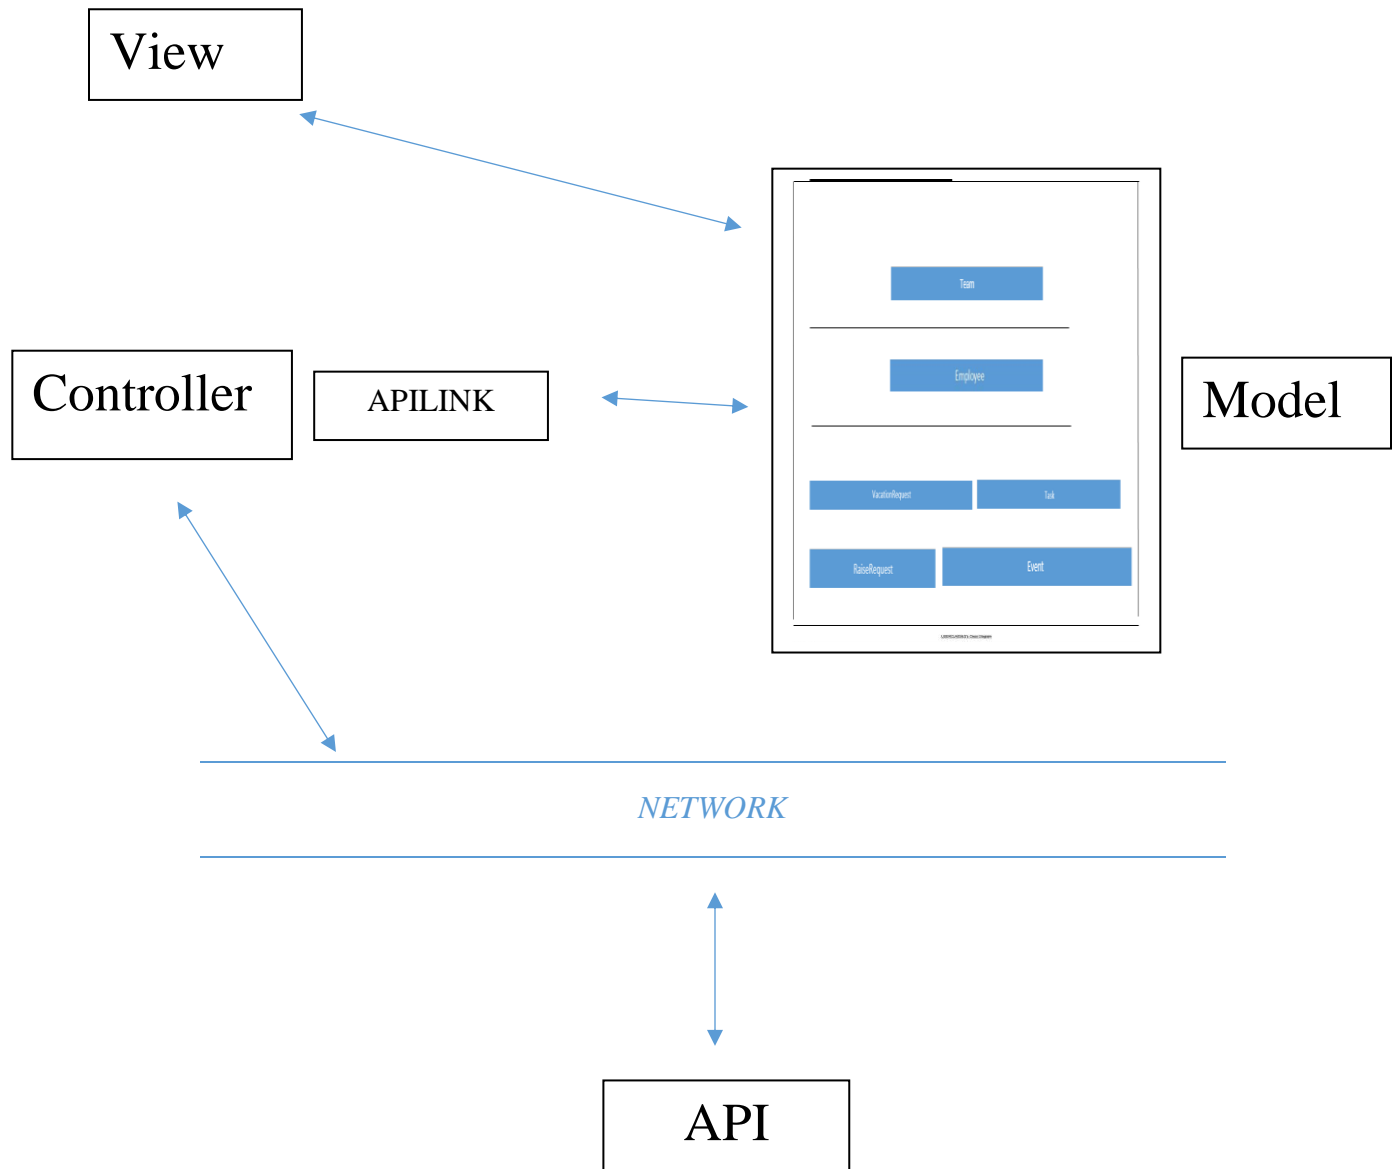 View
Team
Controller
APILINK
Employee
Model
VacationRequest
Task
RaiseRequest
Event
NETWORK
API